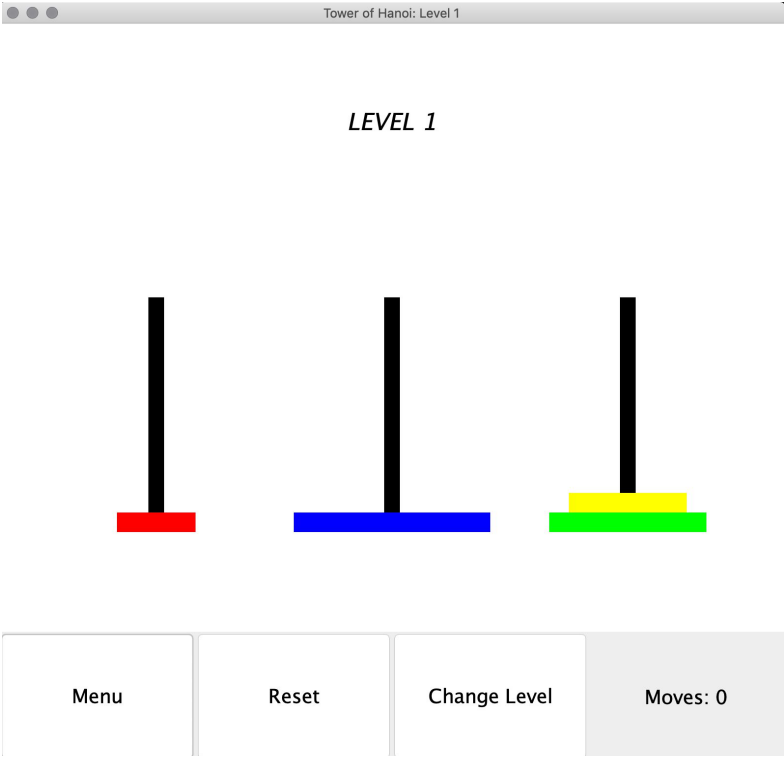 Tower of Hanoi: Level 1
LEVEL 1
Menu
Reset
Change Level
Moves: 0